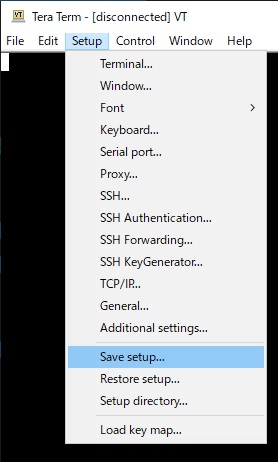 VT Tera Term - [disconnected] VT
File Edit Setup Control Window Help
Terminal...
Window...
Font
Keyboard...
Serial port...
Proxy...
SSH...
SSH Authentication...
SSH Forwarding...
SSH KeyGenerator...
TCP/IP...
General...
Additional settings...
Save setup...
Restore setup...
Setup directory...
Load key map...